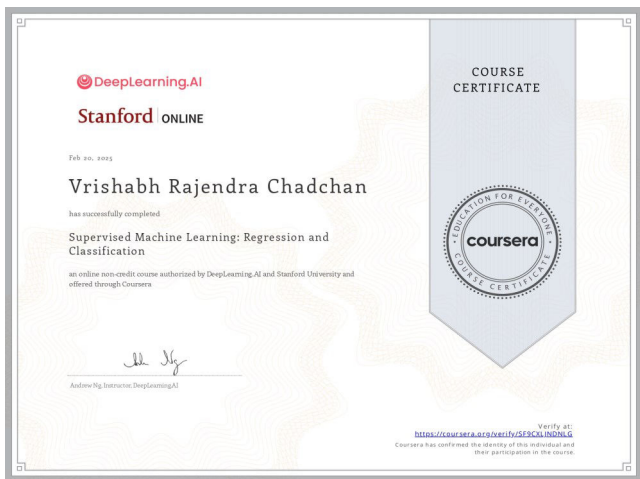 DeepLearning.AI
Stanford ONLINE
Feb 20, 2025
Vrishabh Rajendra Chadchan
has successfully completed
Supervised Machine Learning: Regression and
Classification
an online non-credit course authorized by DeepLearning.AI and Stanford University and
offered through Coursera
Andrew Ng, Instructor, DeepLearningAI
COURSE
CERTIFICATE
EDUCATION FOR EVERYONE
coursera
COURSE CERTIFICATE
Verify at:
https://coursera.org/verify/SF9CXLJNDNLG
Coursera has confirmed the identity of this individual and
their participation in the course.